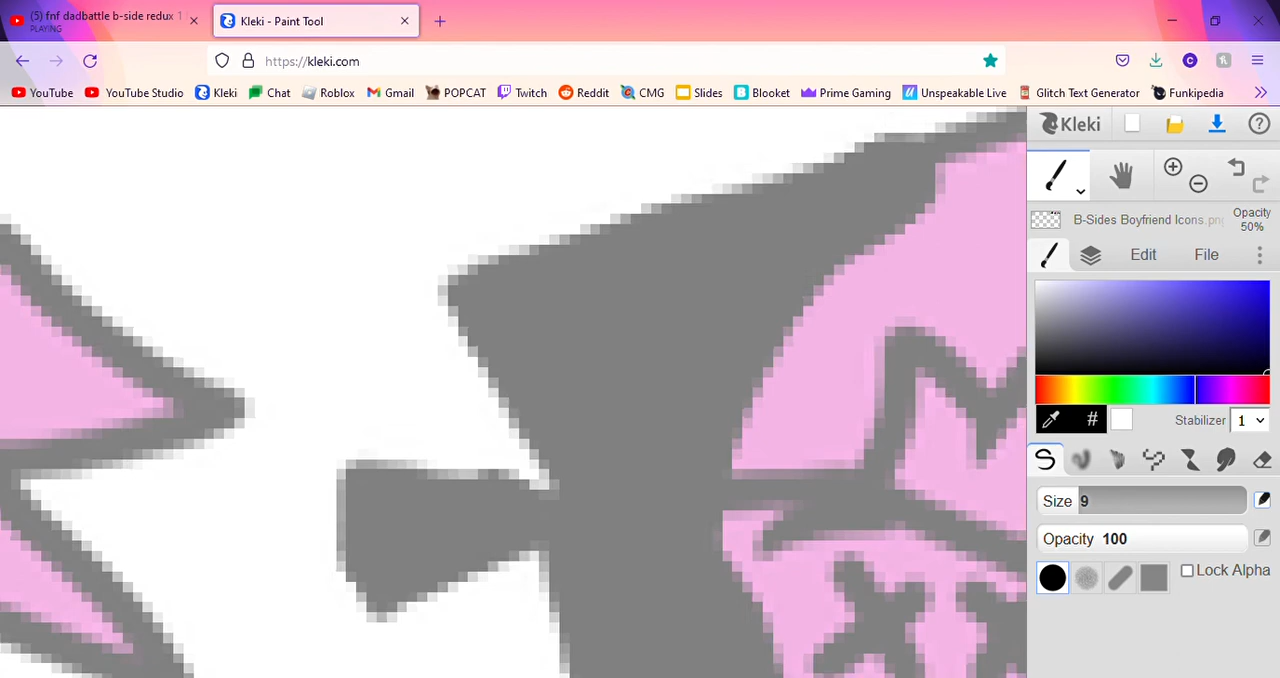 (5) fnf dadbattle b-side redux 1
PLAYING
Kleki - Paint Tool
https://kleki.com
YouTube YouTube Studio Kleki Chat Roblox Gmail POPCAT Twitch Reddit CMG Slides Blooket Prime Gaming Unspeakable Live Glitch Text Generator Funkipedia
Kleki
B-Sides Boyfriend Icons.png
Opacity
50%
Edit File
#
Stabilizer 1
Size 9
Opacity 100
Lock Alpha